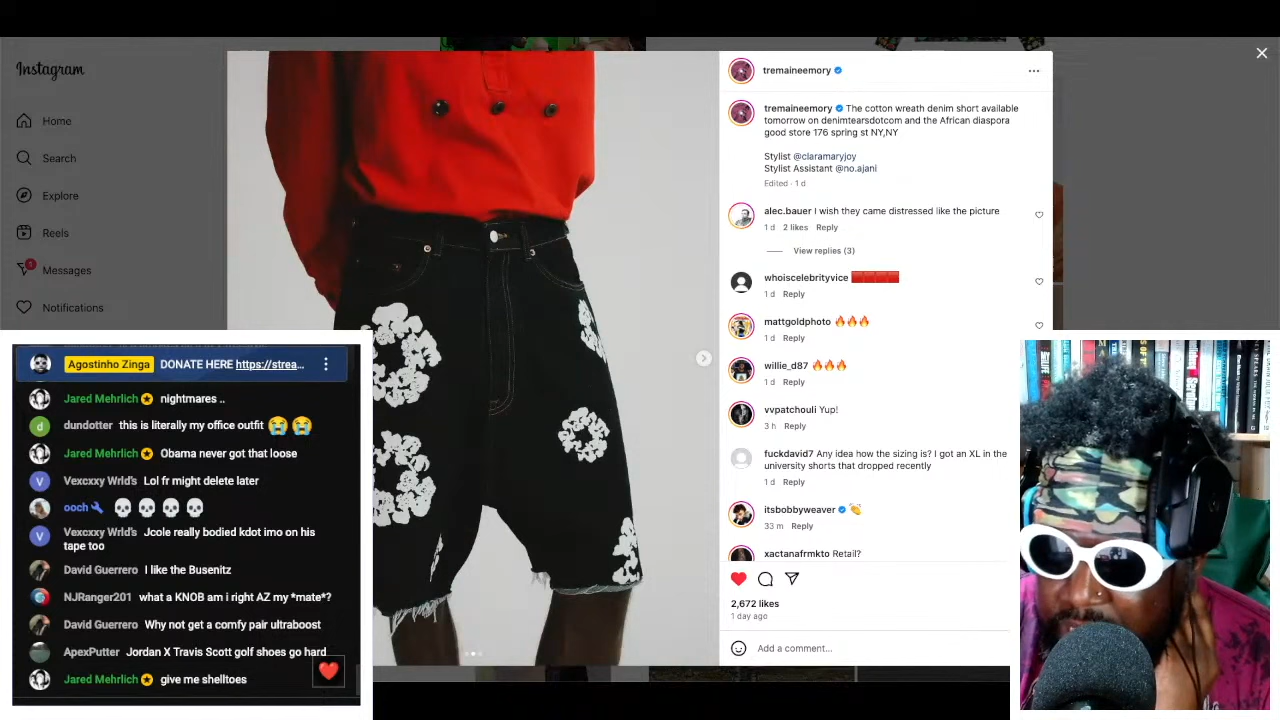 Instagram
Home
Search
Explore
Reels
1
Messages
Notifications
tremaineemory
tremaineemory The cotton wreath denim short available
tomorrow on denimtearsdotcom and the African diaspora
good store 176 spring st NY,NY
Stylist @claramaryjoy
Stylist Assistant @no.ajani
Edited · 1 d
alec.bauer I wish they came distressed like the picture
1 d 2 likes Reply
View replies (3)
whoiscelebrityvice 🟥🟥🟥🟥
1 d Reply
mattgoldphoto 🔥🔥🔥
1 d Reply
willie_d87 🔥🔥🔥
1 d Reply
vvpatchouli Yup!
3 h Reply
fuckdavid7 Any idea how the sizing is? I got an XL in the
university shorts that dropped recently
1 d Reply
itsbobbyweaver 👏
33 m Reply
xactanafrmkto Retail?
2,672 likes
1 day ago
Add a comment...
Agostinho Zinga DONATE HERE https://strea...
Jared Mehrlich nightmares ..
d dundotter this is literally my office outfit 😭 😭
Jared Mehrlich Obama never got that loose
V Vexcxxy Wrld's Lol fr might delete later
ooch 💀 💀 💀 💀
V Vexcxxy Wrld's Jcole really bodied kdot imo on his
tape too
David Guerrero I like the Busenitz
NJRanger201 what a KNOB am i right AZ my *mate*?
David Guerrero Why not get a comfy pair ultraboost
ApexPutter Jordan X Travis Scott golf shoes go hard
Jared Mehrlich give me shelltoes